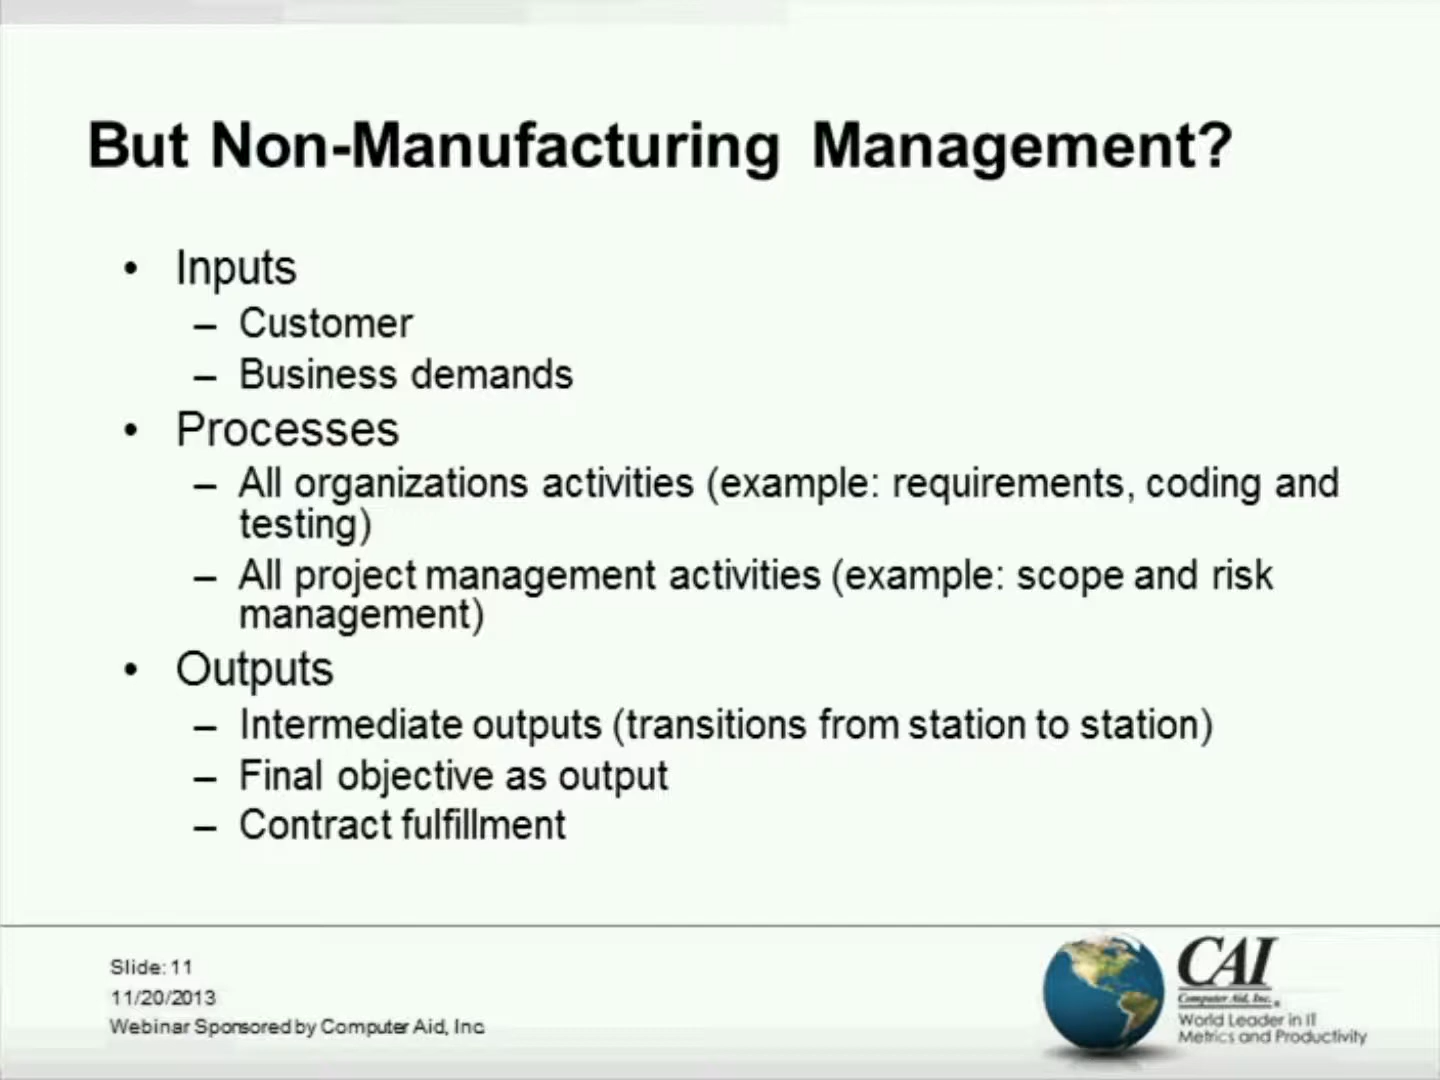 But Non-Manufacturing Management?
• Inputs
– Customer
– Business demands
• Processes
– All organizations activities (example: requirements, coding and
testing)
– All project management activities (example: scope and risk
management)
• Outputs
– Intermediate outputs (transitions from station to station)
– Final objective as output
– Contract fulfillment
Slide: 11
11/20/2013
Webinar Sponsored by Computer Aid, Inc
CAI
Computer Aid, Inc.
World Leader in IT
Metrics and Productivity